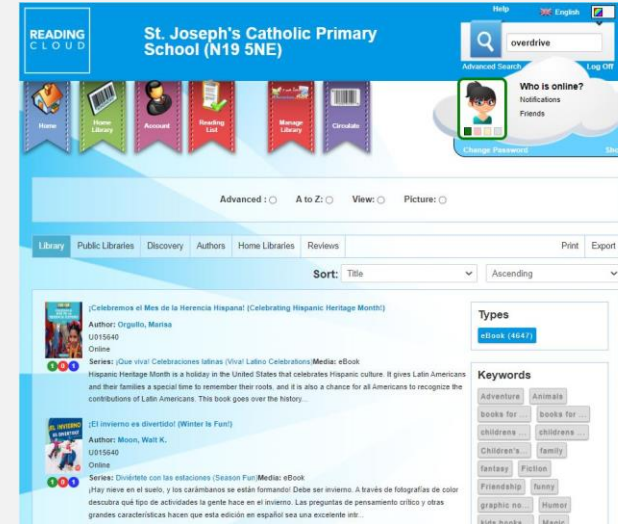 READING
CLOUD
St. Joseph's Catholic Primary
School (N19 5NE)
Help
English
overdrive
Advanced Search
Log Off
Home
Home
Library
Account
Reading
List
Manage
Library
Circulate
Who is online?
Notifications
Friends
Change Password
Advanced :
A to Z:
View:
Picture:
Library
Public Libraries
Discovery
Authors
Home Libraries
Reviews
Print
Export
Sort:
Title
Ascending
¡Celebremos el Mes de la Herencia Hispana! (Celebrating Hispanic Heritage Month!)
Author: Orgullo, Marisa
U015640
Online
Series: ¡Que viva! Celebraciones latinas (Viva! Latino Celebrations)Media: eBook
Hispanic Heritage Month is a holiday in the United States that celebrates Hispanic culture. It gives Latin Americans
and their families a special time to remember their roots, and it is also a chance for all Americans to recognize the
contributions of Latin Americans. This book goes over the history...
1 0 1
¡El invierno es divertido! (Winter Is Fun!)
Author: Moon, Walt K.
U015640
Online
Series: Diviértete con las estaciones (Season Fun)Media: eBook
¡Hay nieve en el suelo, y los carámbanos se están formando! Debe ser invierno. A través de fotografías de color
descubra qué tipo de actividades la gente hace en el invierno. Las preguntas de pensamiento crítico y otras
grandes características hacen que esta edición en español sea una excelente intr...
1 0 1
Types
eBook (4647)
Keywords
Adventure
Animals
books for ...
books for ...
childrens ...
childrens ...
Children's...
family
fantasy
Fiction
Friendship
funny
graphic no...
Humor
kids books
Magic